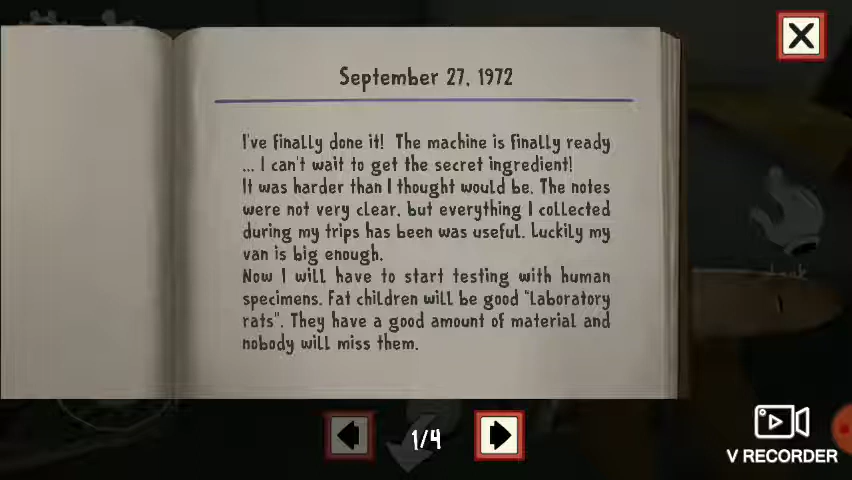 September 27, 1972
I've finally done it! The machine is finally ready
... I can't wait to get the secret ingredient!
It was harder than I thought would be. The notes
were not very clear, but everything I collected
during my trips has been was useful. Luckily my
van is big enough.
Now I will have to start testing with human
specimens. Fat children will be good "laboratory
rats". They have a good amount of material and
nobody will miss them.
1/4
V RECORDER